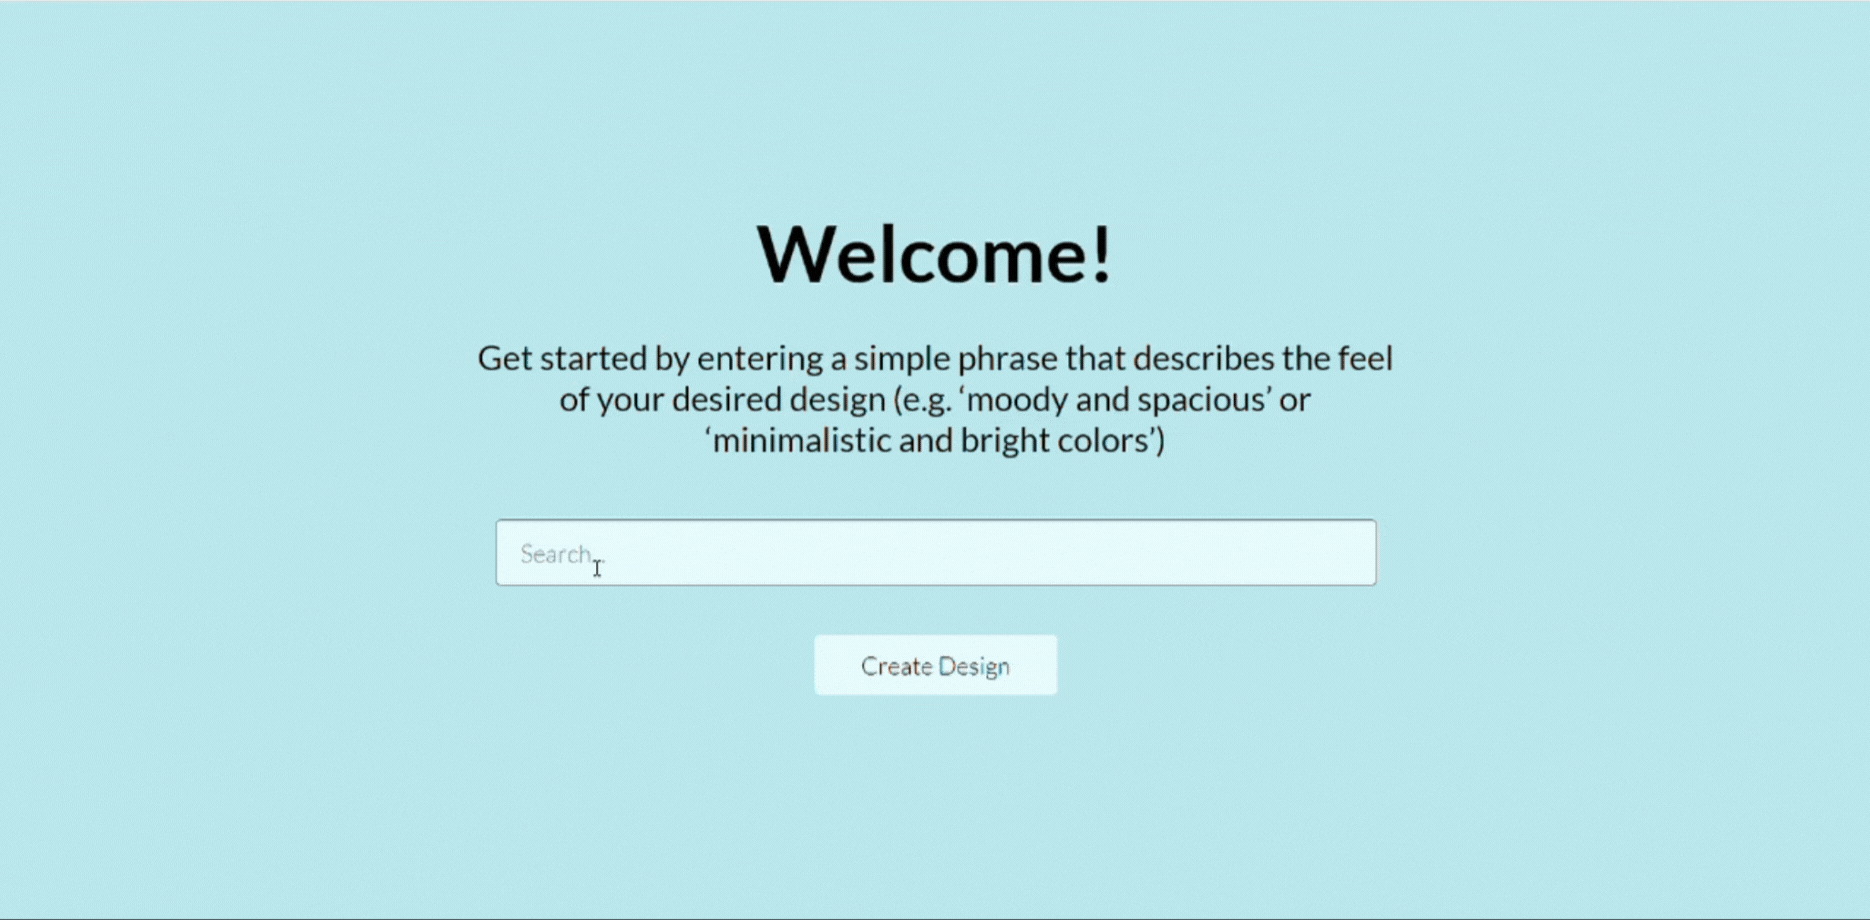 Welcome!
Get started by entering a simple phrase that describes the feel
of your desired design (e.g. ‘moody and spacious’ or
‘minimalistic and bright colors’)
Search...
Create Design